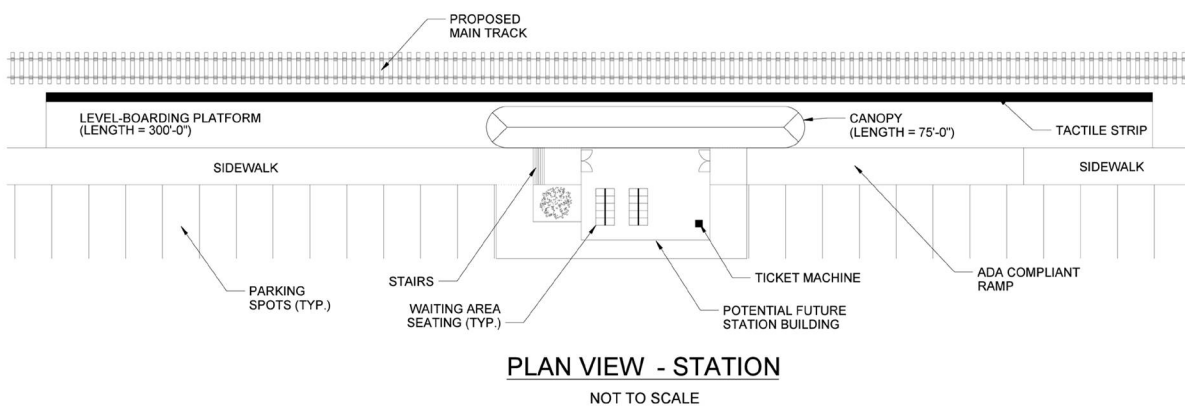 PROPOSED
MAIN TRACK
LEVEL-BOARDING PLATFORM
(LENGTH = 300'-0")
CANOPY
(LENGTH = 75'-0")
TACTILE STRIP
SIDEWALK
SIDEWALK
STAIRS
TICKET MACHINE
ADA COMPLIANT
RAMP
PARKING
SPOTS (TYP.)
WAITING AREA
SEATING (TYP.)
POTENTIAL FUTURE
STATION BUILDING
PLAN VIEW - STATION
NOT TO SCALE